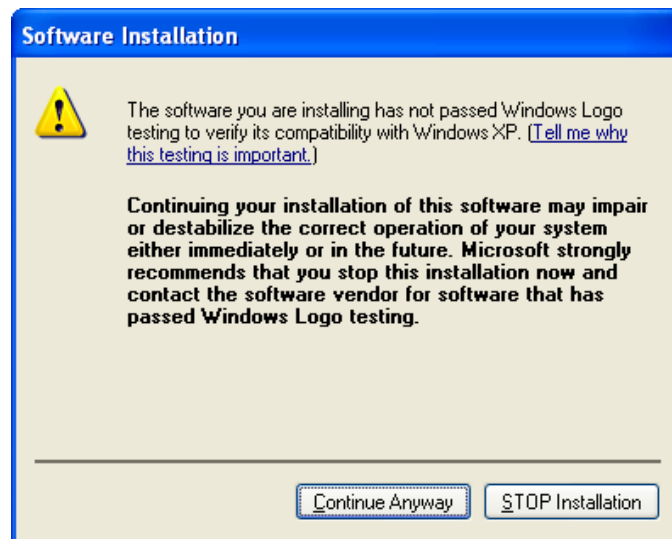 Software Installation
The software you are installing has not passed Windows Logo
testing to verify its compatibility with Windows XP. (Tell me why
this testing is important.)
Continuing your installation of this software may impair
or destabilize the correct operation of your system
either immediately or in the future. Microsoft strongly
recommends that you stop this installation now and
contact the software vendor for software that has
passed Windows Logo testing.
Continue Anyway
STOP Installation